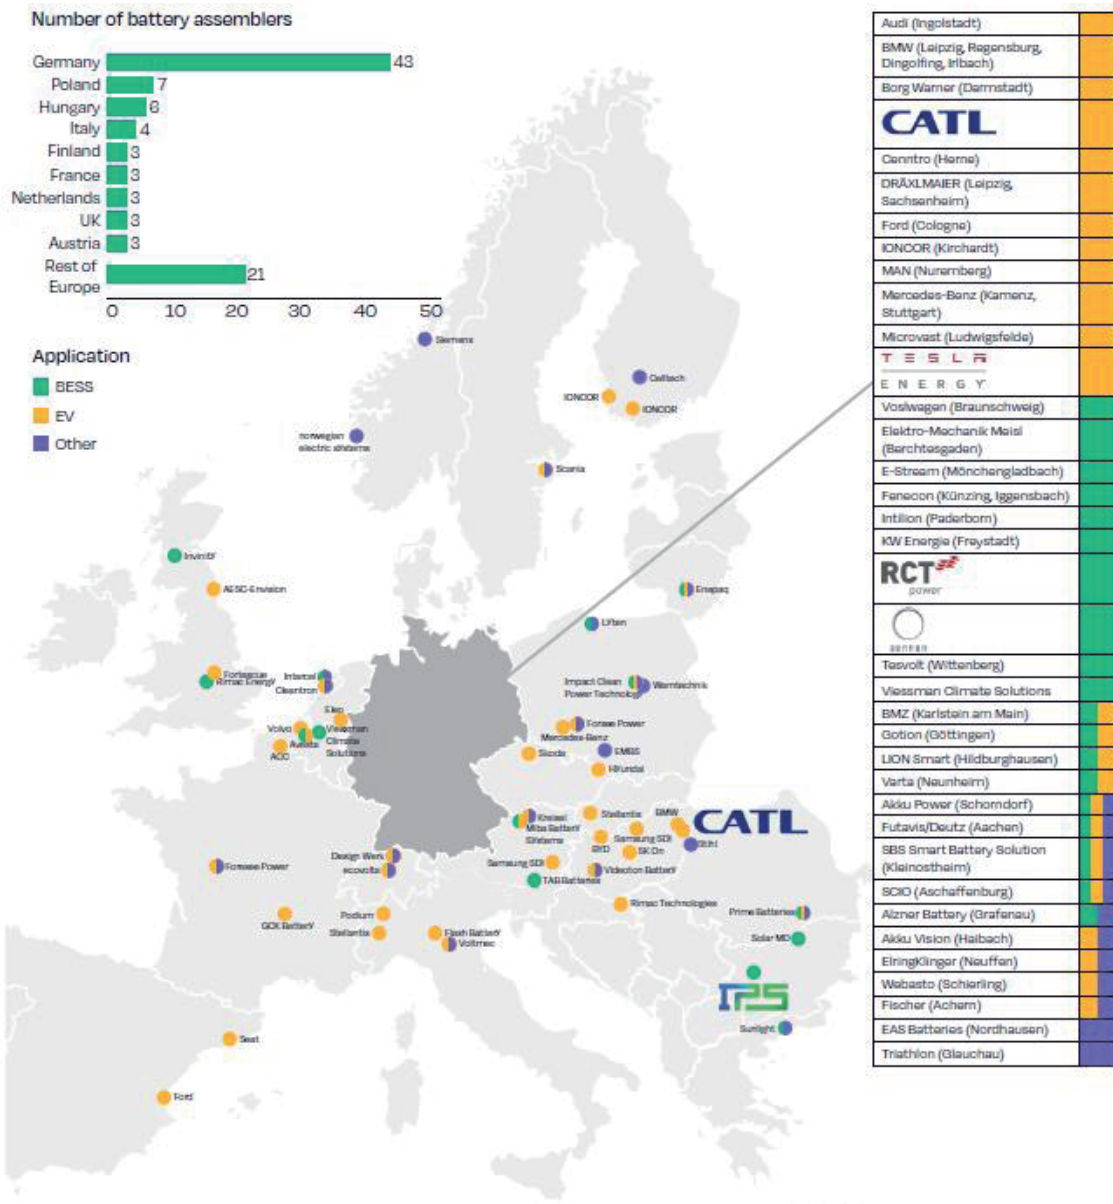 Number of battery assemblers
Germany 43
Poland 7
Hungary 6
Italy 4
Finland 3
France 3
Netherlands 3
UK 3
Austria 3
Rest of
Europe
21
0 10 20 30 40 50
Application
BESS
EV
Other
Siemens
norwegian
electric systems
IONCOR
IONCOR
Scania
Invinity
AESC-Envision
Fortescue
Rimac Energy
Intercel
Cleantron
Volvo
ACC
Viessman
Climate
Solutions
Enepaq
Liften
Impact Clean
Power Technology
Wamtechnik
Forsee Power
Mercedes-Benz
EMBS
Skoda
Hyundai
Kreisel
Miba Battery
Systems
Stellantis
BMW
CATL
Samsung SDI
BYD
SK On
Stihl
Samsung SDI
TAB Batteries
Videoton Battery
Design Werk
ecovolta
Forseee Power
GCK Battery
Podium
Stellantis
Flash Battery
Voltmec
Rimac Technologies
Prime Batteries
Solar MD
IPS
Sunlight
Seat
Ford
Audi (Ingolstadt)
BMW (Leipzig, Regensburg,
Dingolfing, Irlbach)
Borg Warner (Darmstadt)
CATL
Cenntro (Herne)
DRÄXLMAIER (Leipzig,
Sachsenheim)
Ford (Cologne)
IONCOR (Kirchardt)
MAN (Nuremberg)
Mercedes-Benz (Kamenz,
Stuttgart)
Microvast (Ludwigsfelde)
TESLA
ENERGY
Voslwagen (Braunschweig)
Elektro-Mechanik Meisl
(Berchtesgaden)
E-Stream (Mönchengladbach)
Fenecon (Künzing, Iggensbach)
Intilion (Paderborn)
KW Energie (Freystadt)
RCT
power
sonnen
Tesvolt (Wittenberg)
Viessman Climate Solutions
BMZ (Karlstein am Main)
Gotion (Göttingen)
LION Smart (Hildburghausen)
Varta (Neunheim)
Akku Power (Schorndorf)
Futavis/Deutz (Aachen)
SBS Smart Battery Solution
(Kleinostheim)
SCIO (Aschaffenburg)
Alzner Battery (Grafenau)
Akku Vision (Haibach)
ElringKlinger (Neuffen)
Webasto (Schierling)
Fischer (Achern)
EAS Batteries (Nordhausen)
Triathlon (Glauchau)